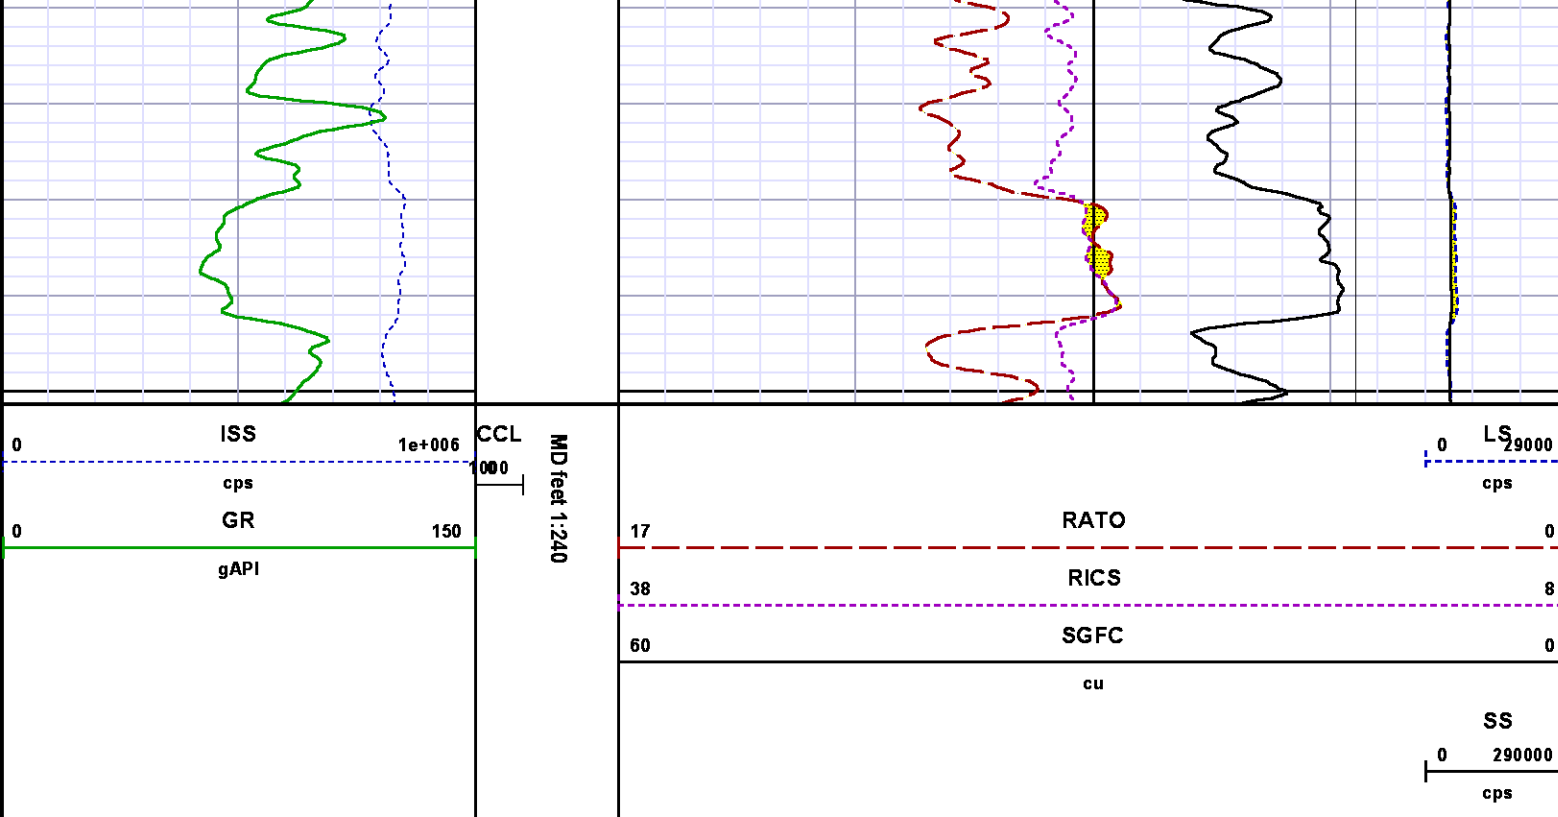 ISS
0 1e+006
cps
GR
0 150
gAPI
CCL
1000
MD feet 1:240
LS
0 29000
cps
RATO
17 0
RICS
38 8
SGFC
60 0
cu
SS
0 290000
cps